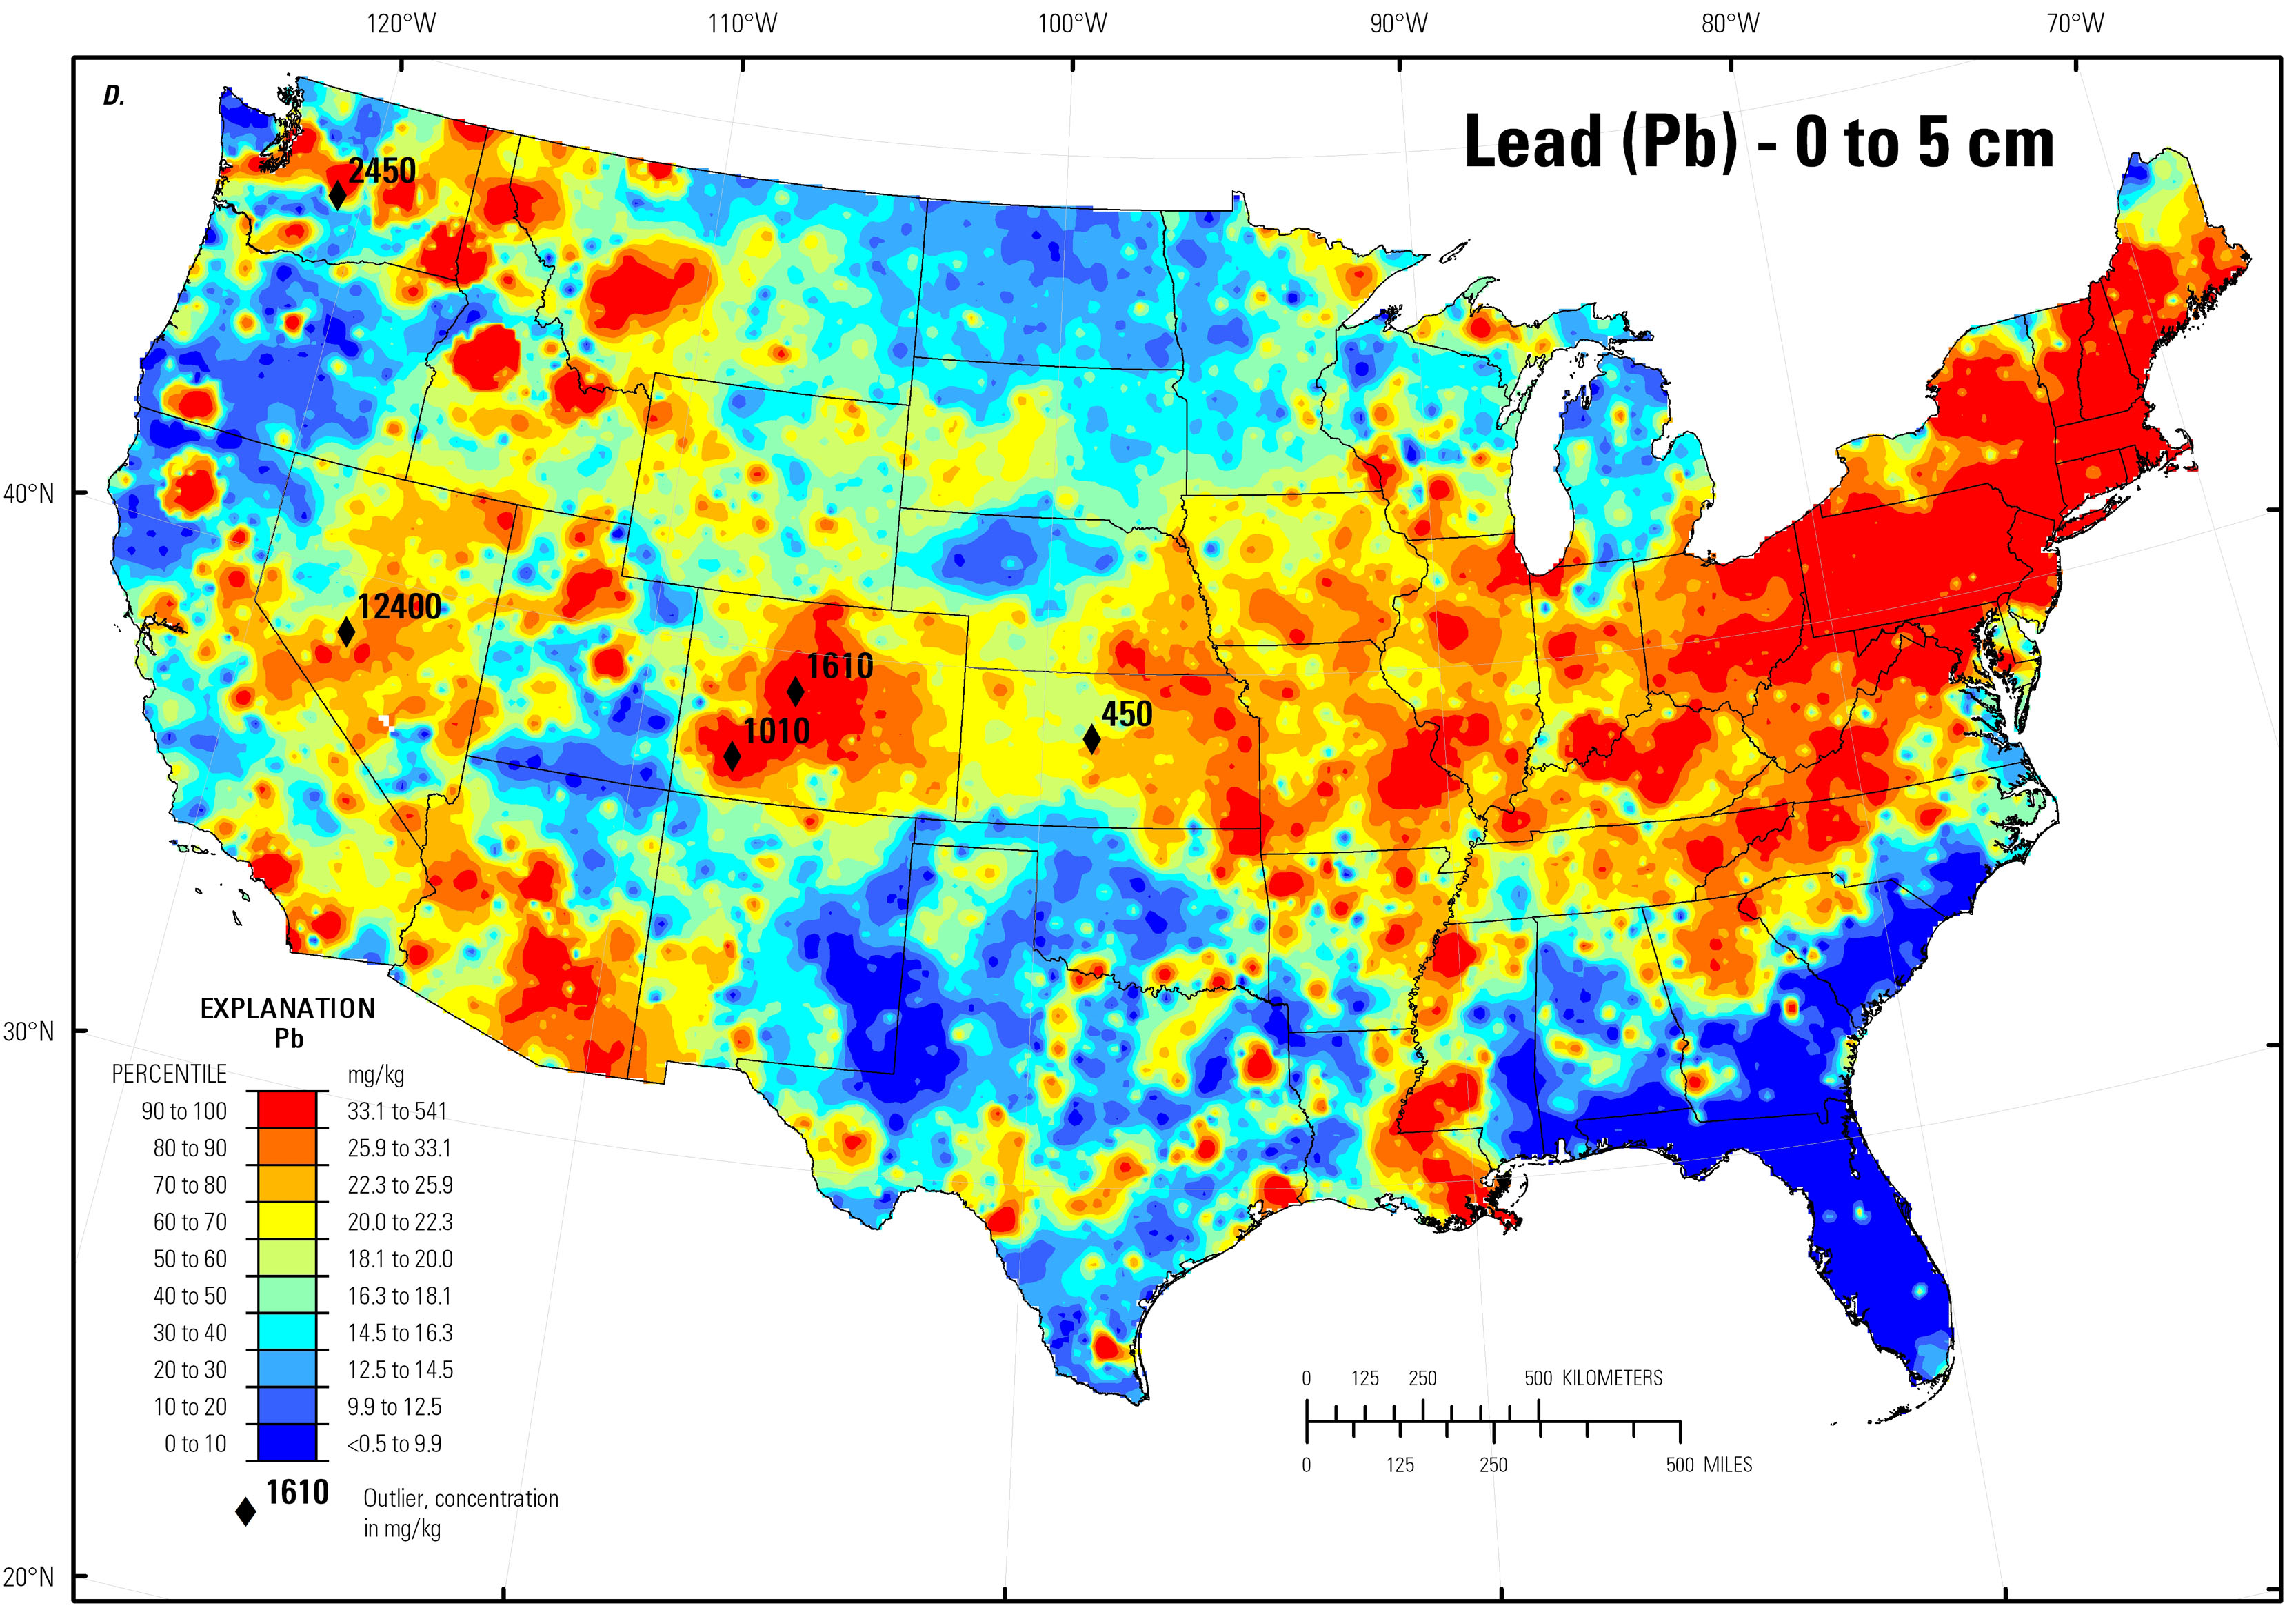 120°W 110°W 100°W 90°W 80°W 70°W
D.
Lead (Pb) - 0 to 5 cm
2450
40°N
12400
1610
1010
450
30°N
EXPLANATION
Pb
PERCENTILE mg/kg
90 to 100 33.1 to 541
80 to 90 25.9 to 33.1
70 to 80 22.3 to 25.9
60 to 70 20.0 to 22.3
50 to 60 18.1 to 20.0
40 to 50 16.3 to 18.1
30 to 40 14.5 to 16.3
20 to 30 12.5 to 14.5
10 to 20 9.9 to 12.5
0 to 10 <0.5 to 9.9
1610 Outlier, concentration
in mg/kg
0 125 250 500 KILOMETERS
0 125 250 500 MILES
20°N